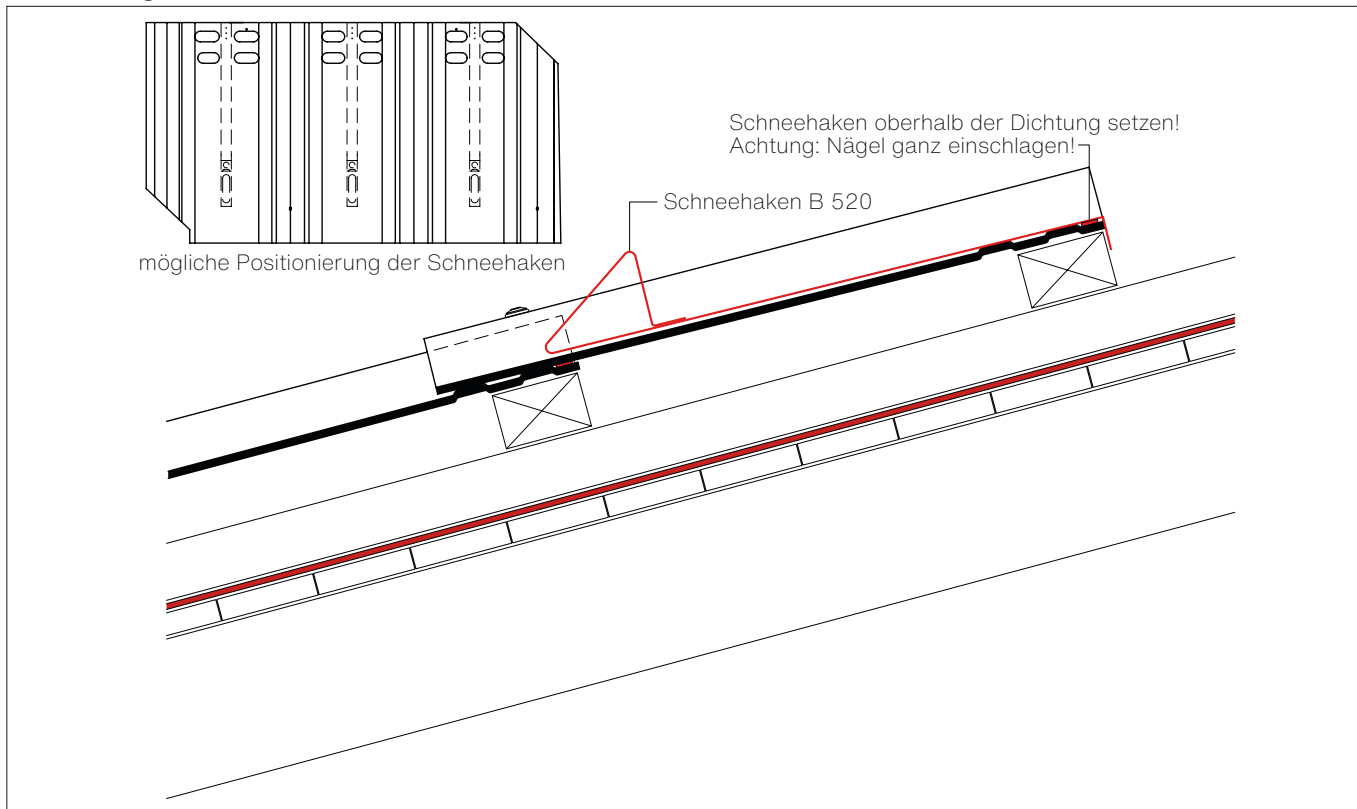 Schneehaken oberhalb der Dichtung setzen!
Achtung: Nägel ganz einschlagen!
Schneehaken B 520
mögliche Positionierung der Schneehaken